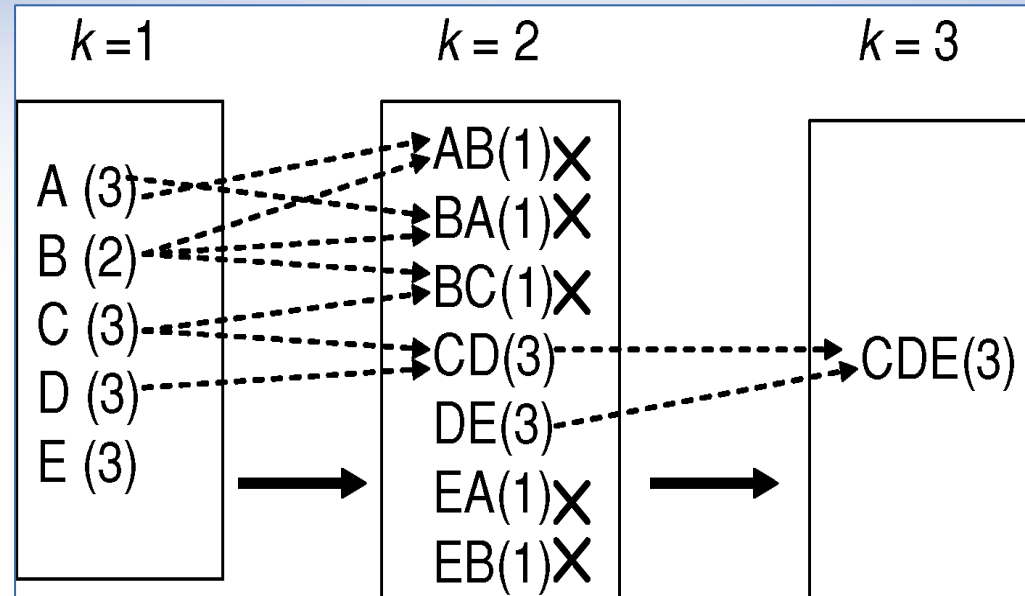 k =1
k = 2
k = 3
A (3)
B (2)
C (3)
D (3)
E (3)
AB(1)X
BA(1)X
BC(1)X
CD(3)
DE(3)
EA(1)X
EB(1)X
CDE(3)